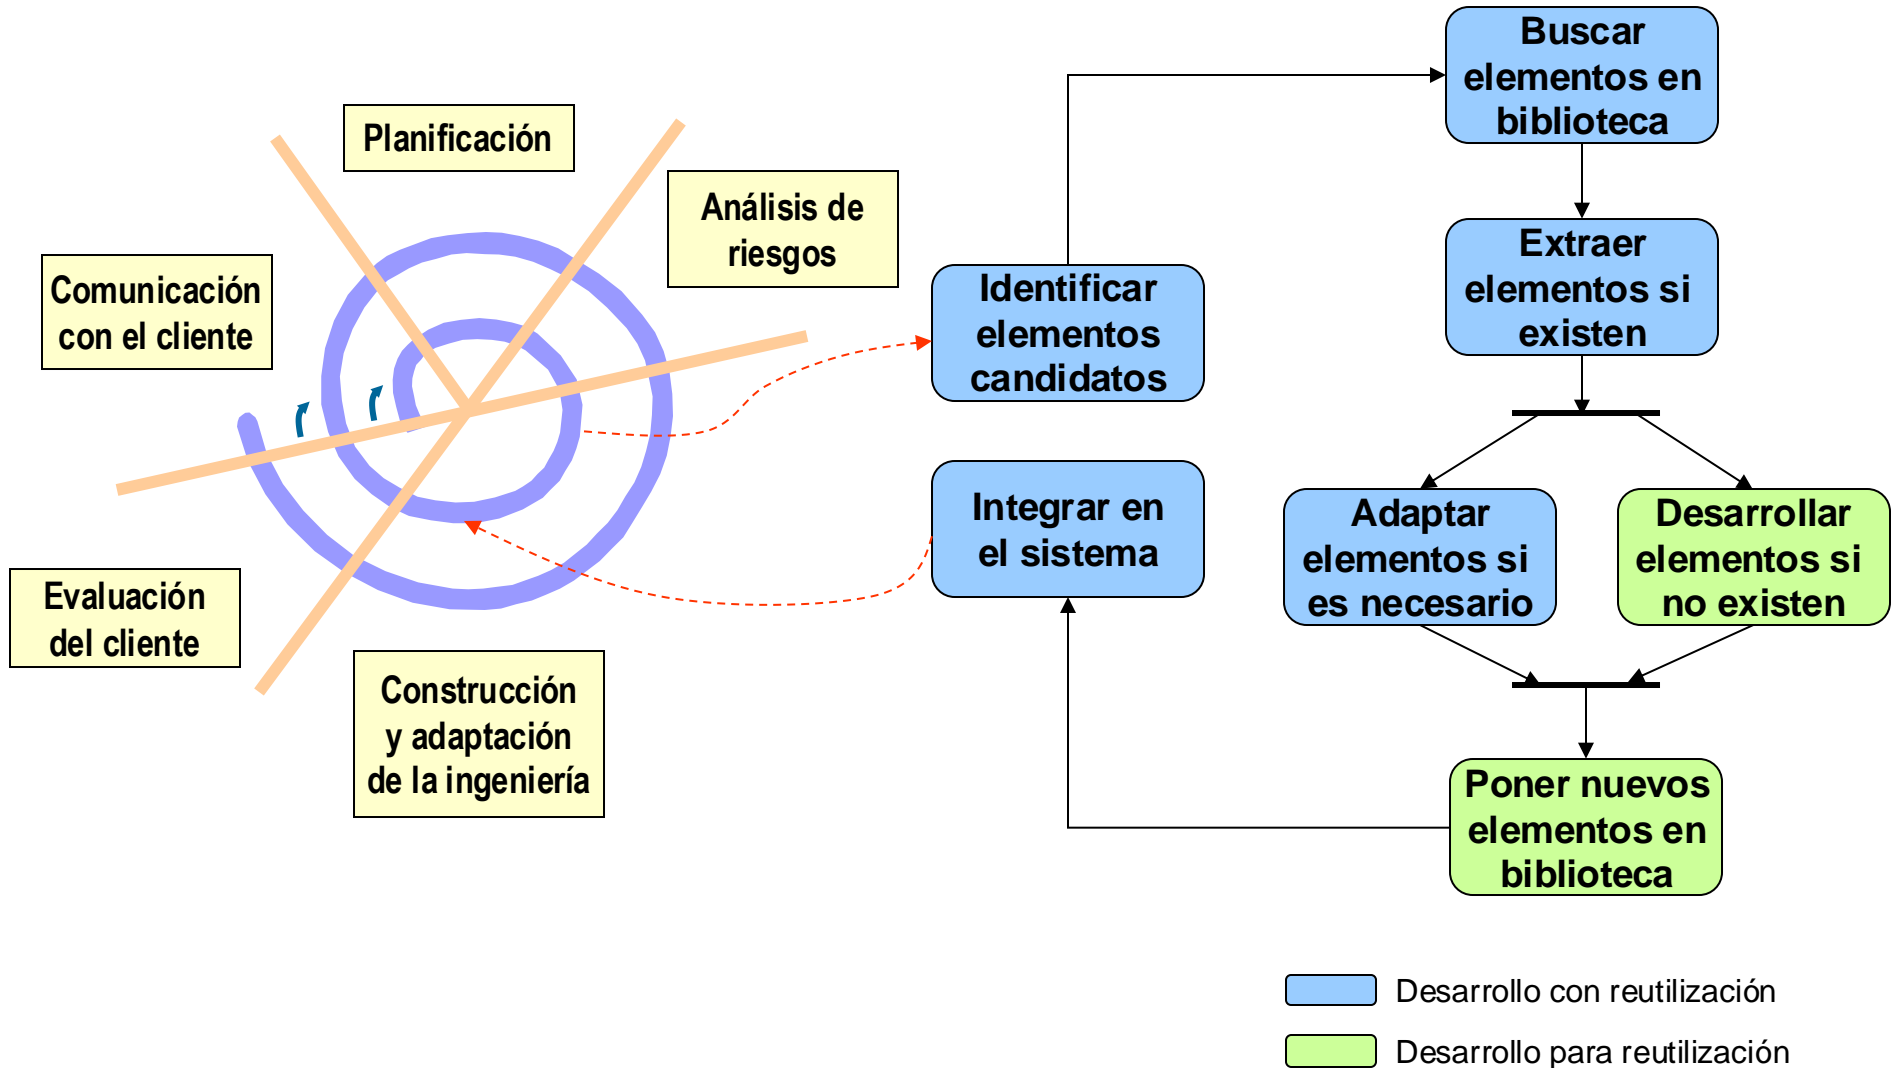 Planificación
Análisis de
riesgos
Comunicación
con el cliente
Evaluación
del cliente
Construcción
y adaptación
de la ingeniería
Identificar
elementos
candidatos
Buscar
elementos en
biblioteca
Extraer
elementos si
existen
Adaptar
elementos si
es necesario
Desarrollar
elementos si
no existen
Poner nuevos
elementos en
biblioteca
Integrar en
el sistema
Desarrollo con reutilización
Desarrollo para reutilización